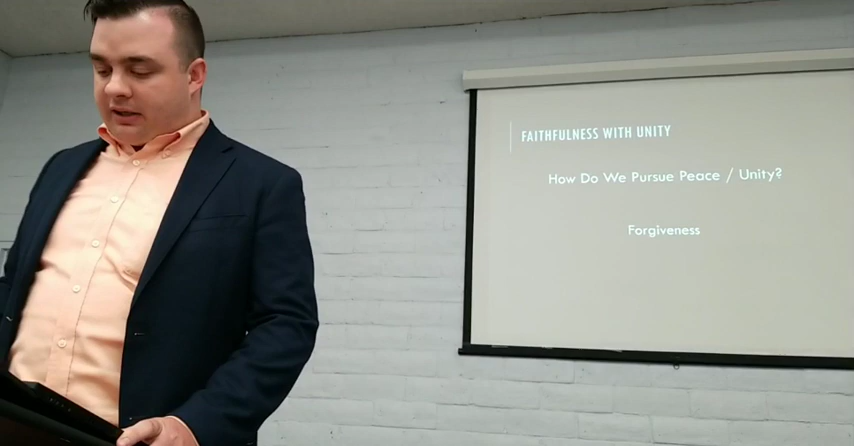 FAITHFULNESS WITH UNITY
How Do We Pursue Peace / Unity?
Forgiveness